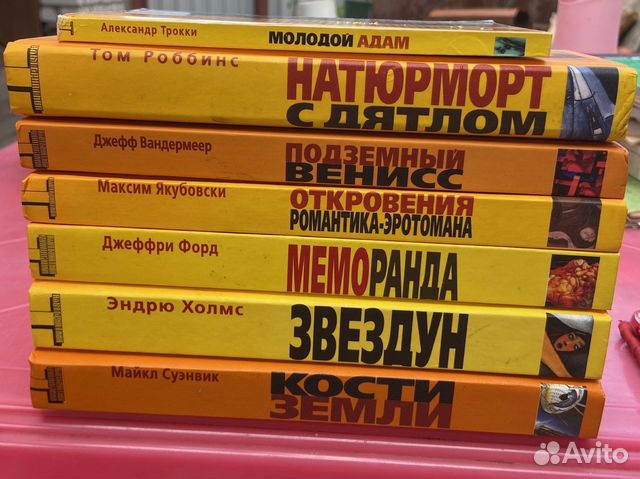 Александр Трокки
МОЛОДОЙ АДАМ
Том Роббинс
НАТЮРМОРТ
С ДЯТЛОМ
Джефф Вандермеер
ПОДЗЕМНЫЙ
ВЕНИСС
Максим Якубовски
ОТКРОВЕНИЯ
РОМАНТИКА-ЭРОТОМАНА
Джеффри Форд
МЕМОРАНДА
Эндрю Холмс
ЗВЕЗДУН
Майкл Суэнвик
КОСТИ
ЗЕМЛИ
Avito